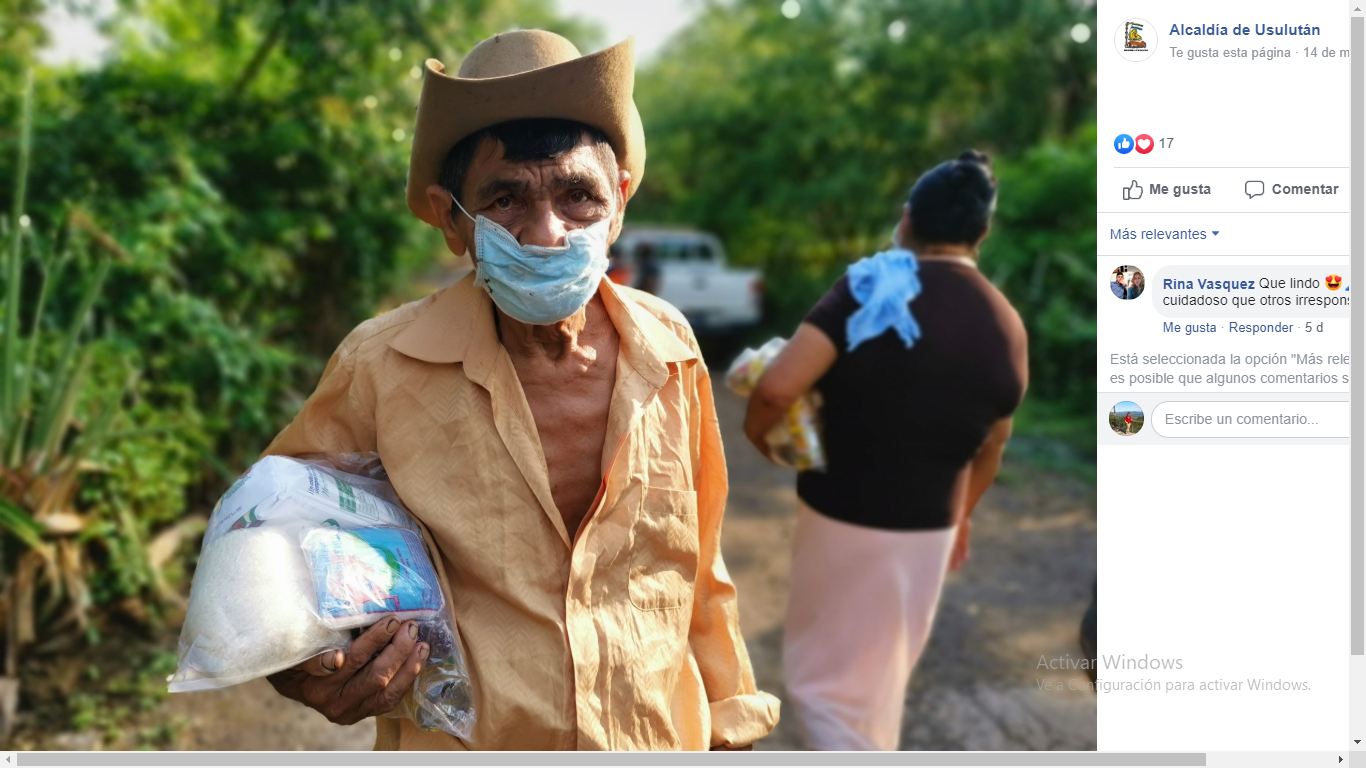 Alcaldía de Usulután
Te gusta esta página · 14 de m
17
Me gusta
Comentar
Más relevantes
Rina Vasquez Que lindo
cuidadoso que otros irrespons
Me gusta · Responder · 5 d
Está seleccionada la opción "Más rele
es posible que algunos comentarios s
Escribe un comentario...
Activar Windows
Ve a Configuración para activar Windows.